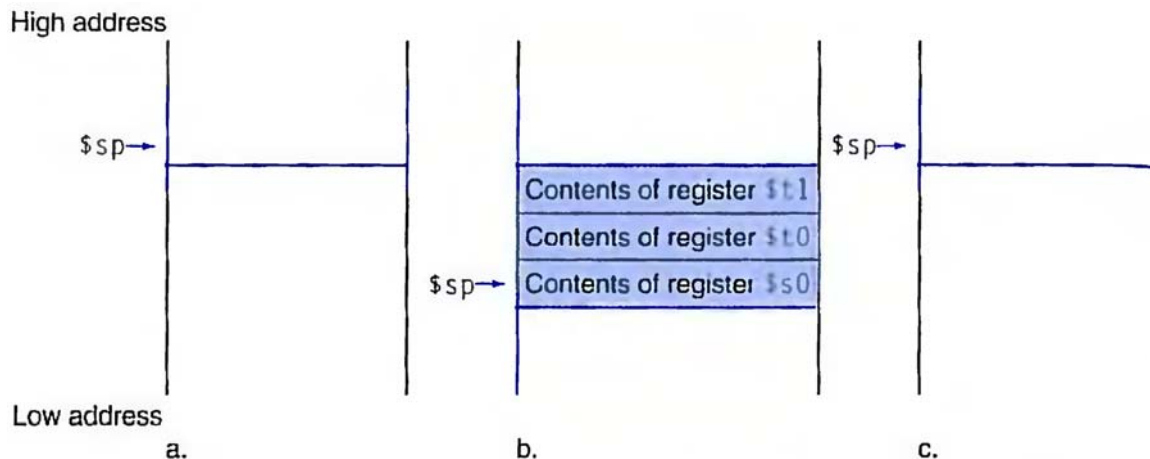 High address
$sp
$sp
Contents of register $t1
Contents of register $t0
$sp
Contents of register $s0
Low address
a.
b.
c.